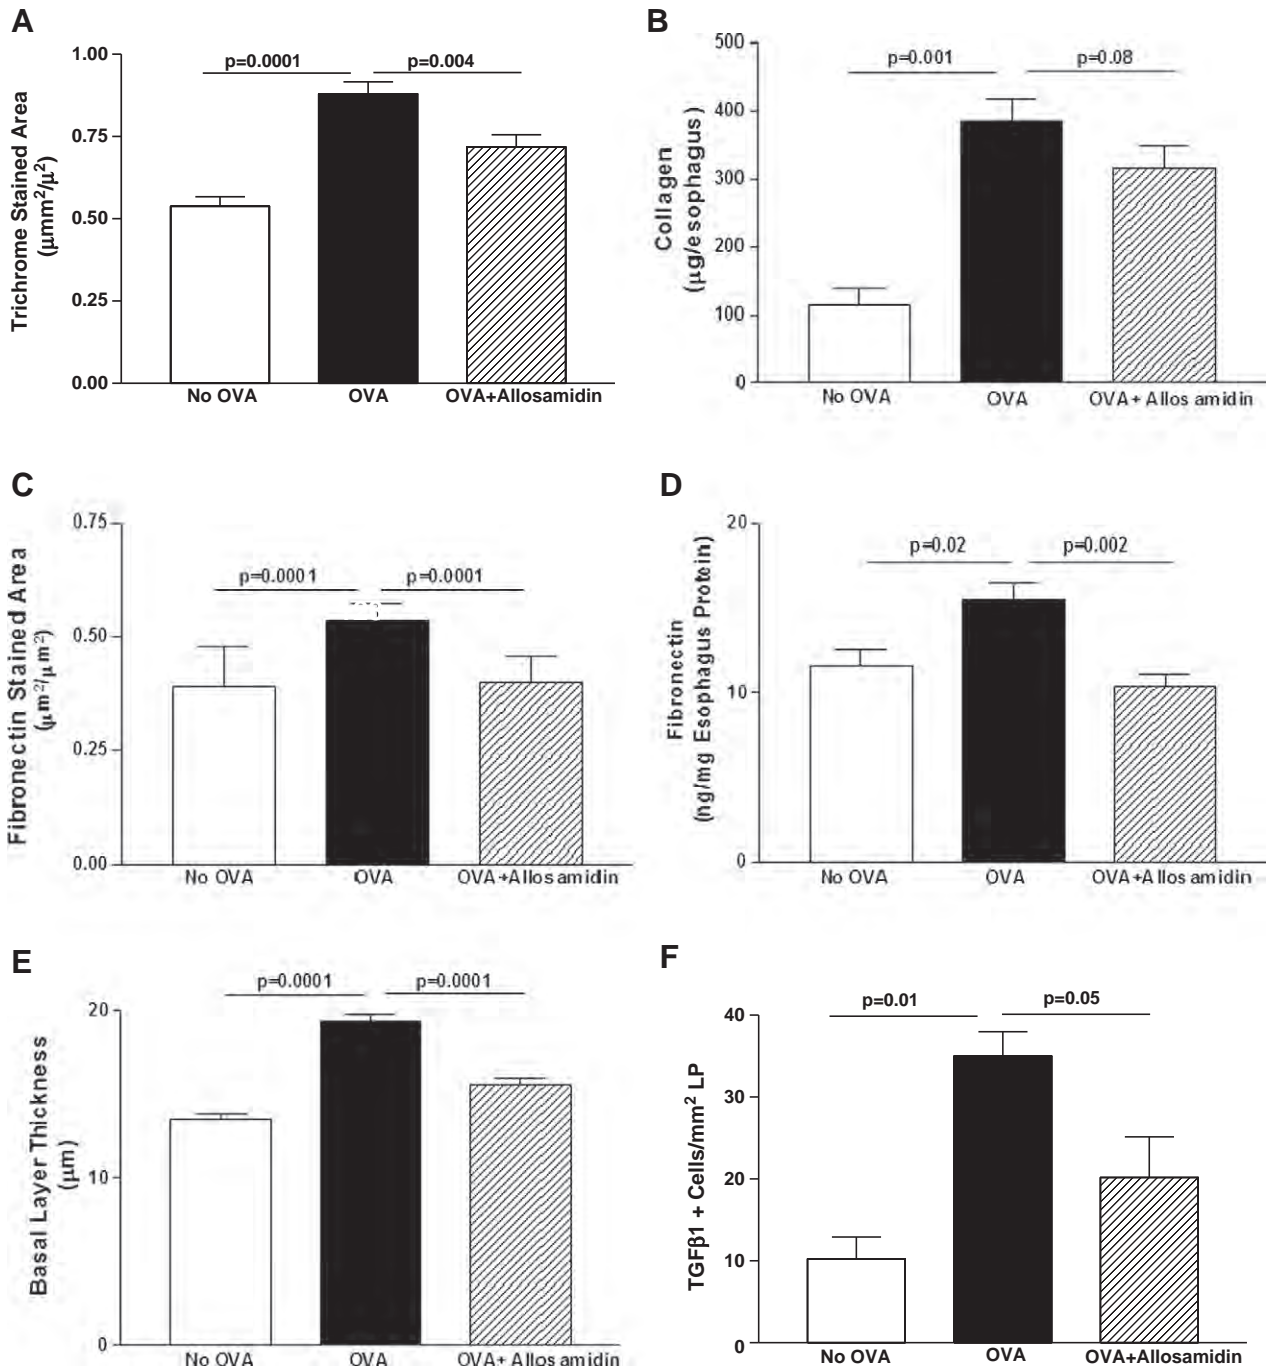 A
Trichrome Stained Area
(μmm²/μ²)
1.00
0.75
0.50
0.25
0.00
p=0.0001
p=0.004
No OVA
OVA
OVA+Allosamidin
B
Collagen
(μg/esophagus)
500
400
300
200
100
0
p=0.001
p=0.08
No OVA
OVA
OVA+ Allosamidin
C
Fibronectin Stained Area
(μm²/μm²)
0.75
0.50
0.25
0.00
p=0.0001
p=0.0001
No OVA
OVA
OVA+Allosamidin
D
Fibronectin
(ng/mg Esophagus Protein)
20
10
0
p=0.02
p=0.002
No OVA
OVA
OVA+Allosamidin
E
Basal Layer Thickness
(μm)
20
10
0
p=0.0001
p=0.0001
No OVA
OVA
OVA+Allosamidin
F
TGFβ1 + Cells/mm² LP
40
30
20
10
0
p=0.01
p=0.05
No OVA
OVA
OVA+Allosamidin